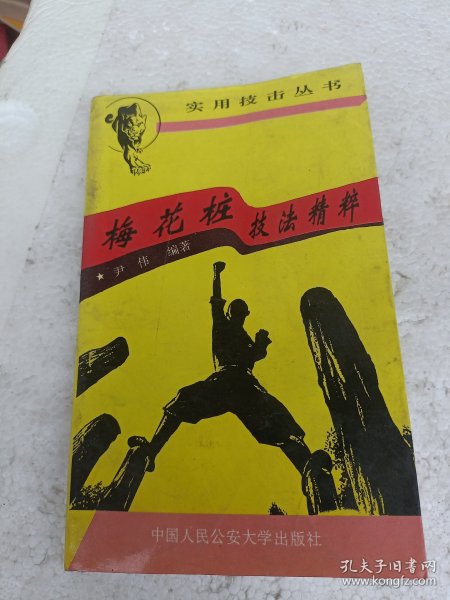 实用技击丛书
梅花桩技法精粹
★尹伟 编著
中国人民公安大学出版社
孔夫子旧书网
www.kongfz.com